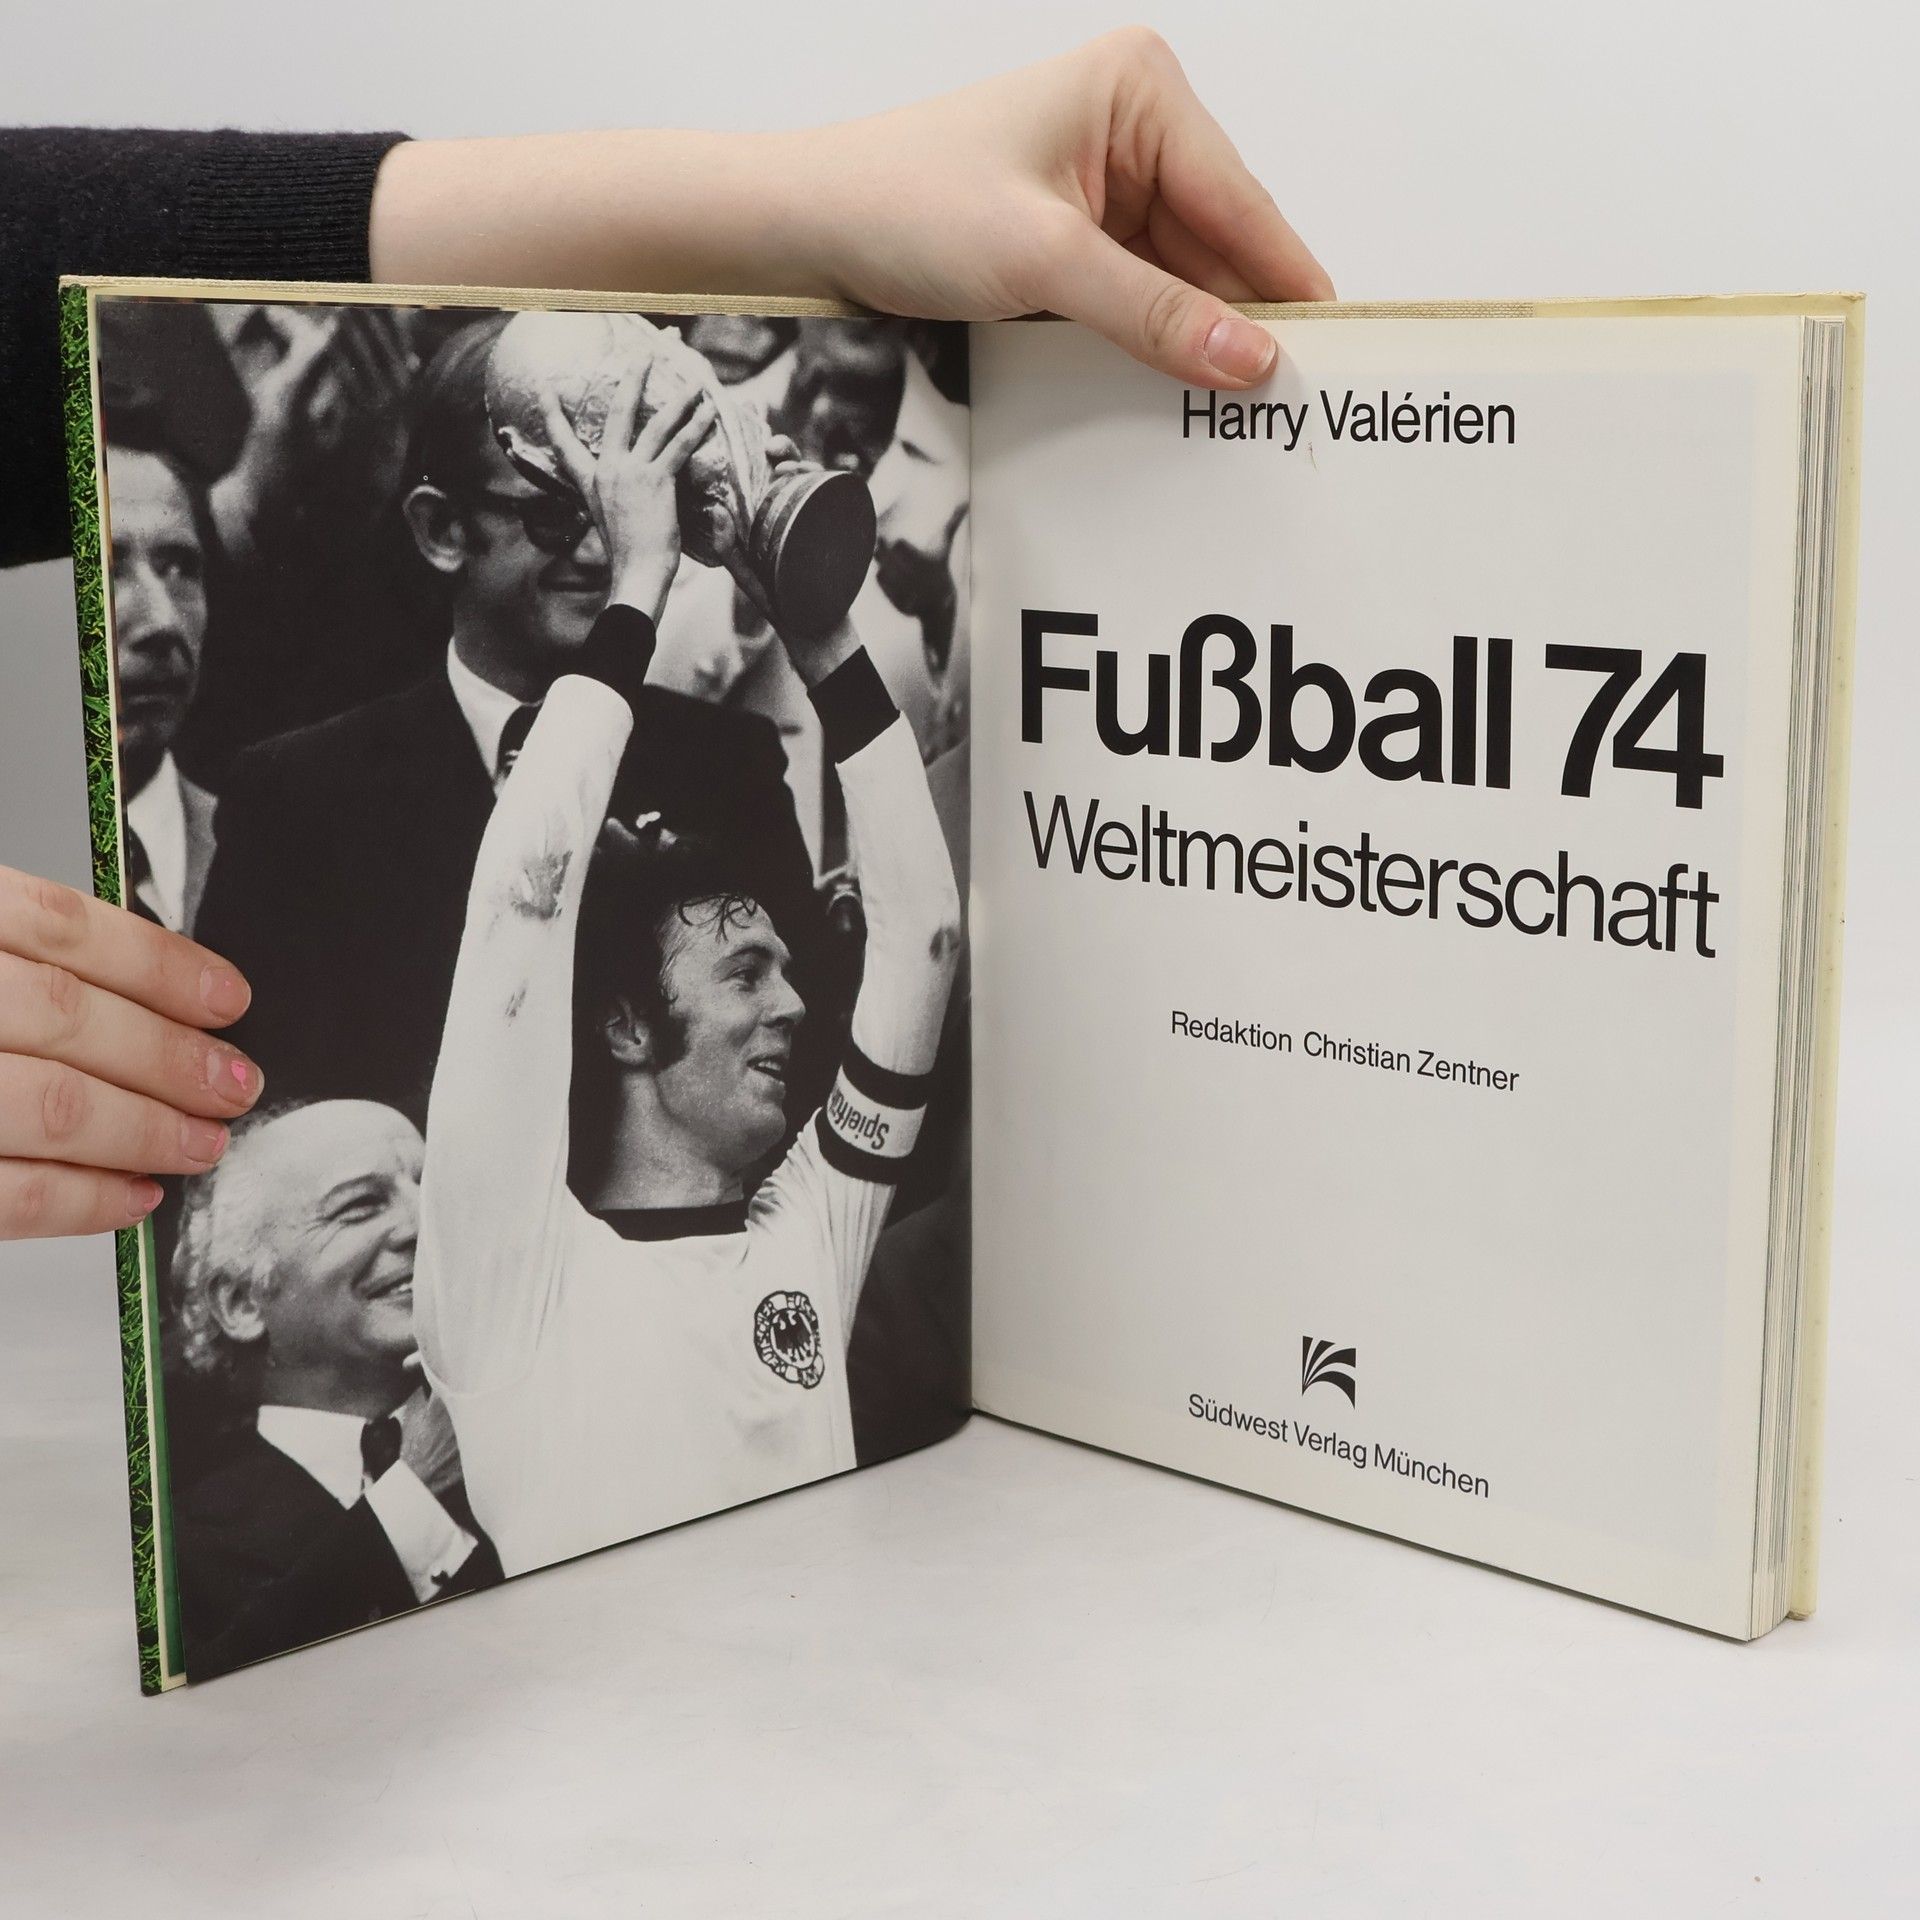 Harry Valérien
Fußball 74
Weltmeisterschaft
Redaktion Christian Zentner
Südwest Verlag München